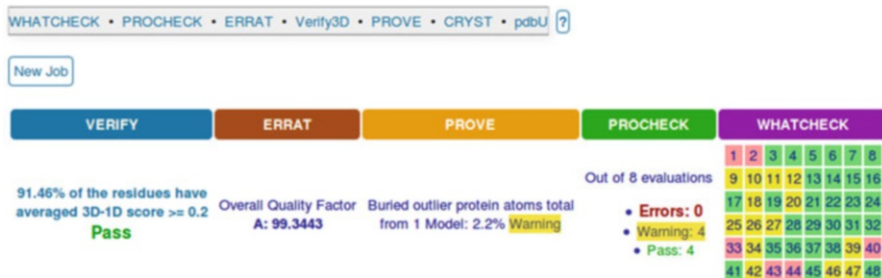 WHATCHECK • PROCHECK • ERRAT • Verify3D • PROVE • CRYST • pdbU ?
New Job
VERIFY ERRAT PROVE PROCHECK WHATCHECK
91.46% of the residues have
averaged 3D-1D score >= 0.2
Pass
Overall Quality Factor
A: 99.3443
Buried outlier protein atoms total
from 1 Model: 2.2% Warning
Out of 8 evaluations
• Errors: 0
• Warning: 4
• Pass: 4
1 2 3 4 5 6 7 8
9 10 11 12 13 14 15 16
17 18 19 20 21 22 23 24
25 26 27 28 29 30 31 32
33 34 35 36 37 38 39 40
41 42 43 44 45 46 47 48